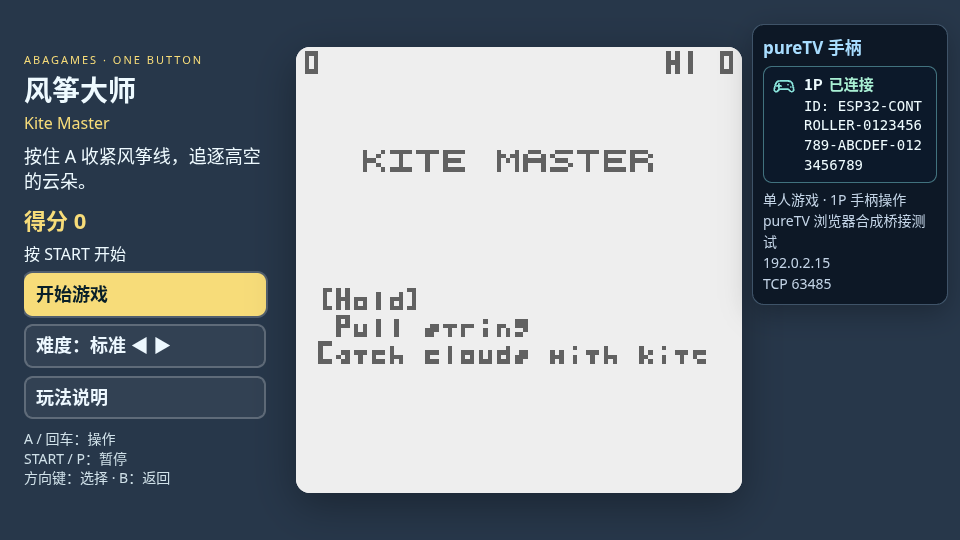 ABAGAMES · ONE BUTTON
风筝大师
Kite Master
按住 A 收紧风筝线，追逐高空
的云朵。
得分 0
按 START 开始
开始游戏
难度：标准 ◀ ▶
玩法说明
A / 回车：操作
START / P：暂停
方向键：选择 · B：返回
0
HI 0
KITE MASTER
[Hold]
Pull string
Catch clouds with kite
pureTV 手柄
1P 已连接
ID: ESP32-CONT
ROLLER-0123456
789-ABCDEF-012
3456789
单人游戏 · 1P 手柄操作
pureTV 浏览器合成桥接测
试
192.0.2.15
TCP 63485